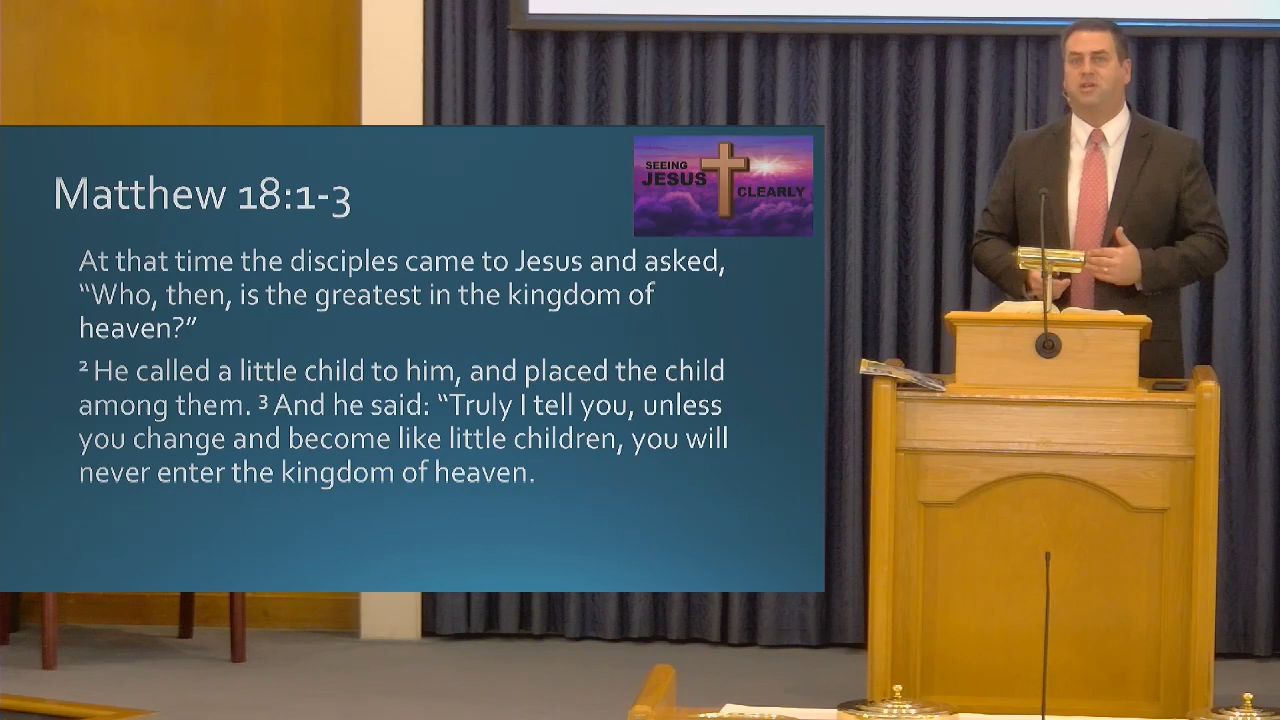 Matthew 18:1-3
SEEING
JESUS
CLEARLY
At that time the disciples came to Jesus and asked,
“Who, then, is the greatest in the kingdom of
heaven?”
² He called a little child to him, and placed the child
among them. ³ And he said: “Truly I tell you, unless
you change and become like little children, you will
never enter the kingdom of heaven.